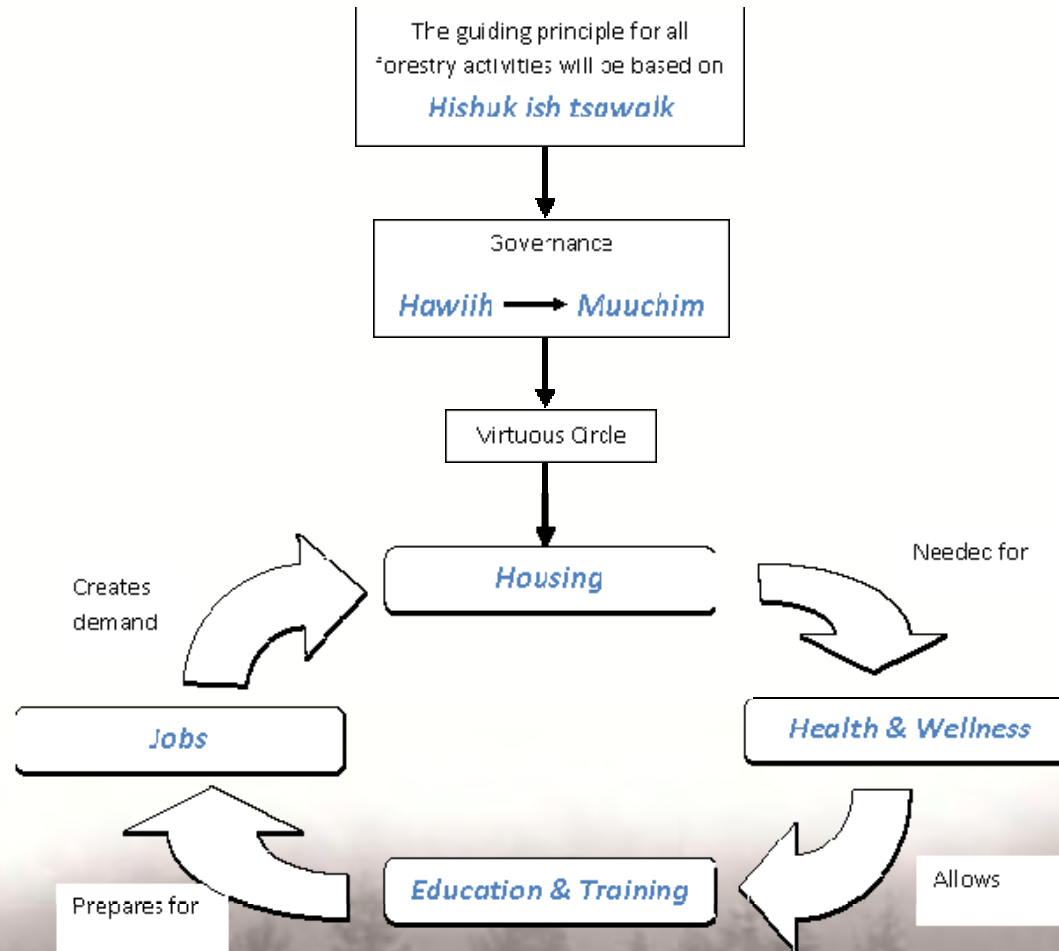 The guiding principle for all
forestry activities will be based on
Hishuk ish tsawalk
Governance
Hawiih Muuchim
Virtuous Circle
Housing
Needed for
Creates
demand
Jobs
Health & Wellness
Education & Training
Allows
Prepares for